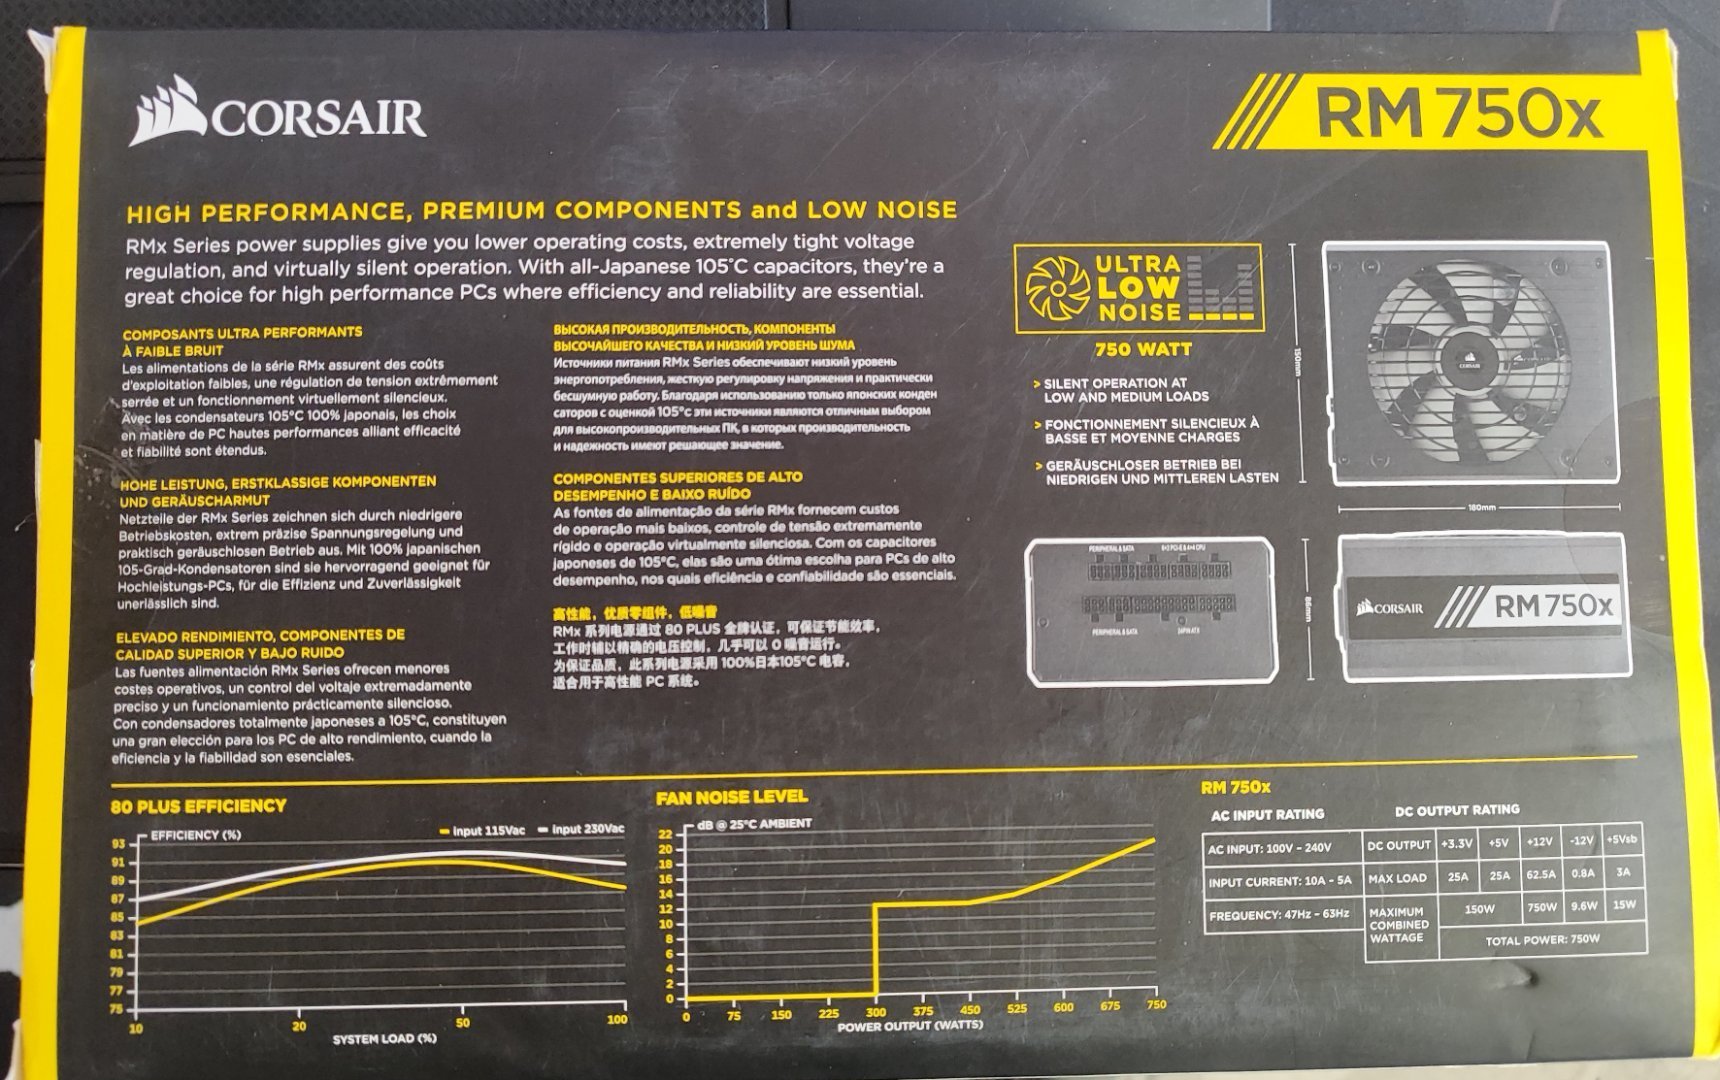 CORSAIR
RM750x
HIGH PERFORMANCE, PREMIUM COMPONENTS and LOW NOISE
RMx Series power supplies give you lower operating costs, extremely tight voltage
regulation, and virtually silent operation. With all-Japanese 105°C capacitors, they're a
great choice for high performance PCs where efficiency and reliability are essential.
COMPOSANTS ULTRA PERFORMANTS
À FAIBLE BRUIT
Les alimentations de la série RMx assurent des coûts
d'exploitation faibles, une régulation de tension extrêmement
serrée et un fonctionnement virtuellement silencieux.
Avec les condensateurs 105°C 100% japonais, les choix
en matière de PC hautes performances alliant efficacité
et fiabilité sont étendus.
HOHE LEISTUNG, ERSTKLASSIGE KOMPONENTEN
UND GERÄUSCHARMUT
Netzteile der RMx Series zeichnen sich durch niedrigere
Betriebskosten, extrem präzise Spannungsregelung und
praktisch geräuschlosen Betrieb aus. Mit 100% japanischen
105-Grad-Kondensatoren sind sie hervorragend geeignet für
Hochleistungs-PCs, für die Effizienz und Zuverlässigkeit
unerlässlich sind.
ELEVADO RENDIMIENTO, COMPONENTES DE
CALIDAD SUPERIOR Y BAJO RUIDO
Las fuentes alimentación RMx Series ofrecen menores
costes operativos, un control del voltaje extremadamente
preciso y un funcionamiento prácticamente silencioso.
Con condensadores totalmente japoneses a 105°C, constituyen
una gran elección para los PC de alto rendimiento, cuando la
eficiencia y la fiabilidad son esenciales.
ВЫСОКАЯ ПРОИЗВОДИТЕЛЬНОСТЬ, КОМПОНЕНТЫ
ВЫСОЧАЙШЕГО КАЧЕСТВА И НИЗКИЙ УРОВЕНЬ ШУМА
Источники питания RMx Series обеспечивают низкий уровень
энергопотребления, жесткую регулировку напряжения и практически
бесшумную работу. Благодаря использованию только японских конден
саторов с оценкой 105°с эти источники являются отличным выбором
для высокопроизводительных ПК, в которых производительность
и надежность имеют решающее значение.
COMPONENTES SUPERIORES DE ALTO
DESEMPENHO E BAIXO RUÍDO
As fontes de alimentação da série RMx fornecem custos
de operação mais baixos, controle de tensão extremamente
rígido e operação virtualmente silenciosa. Com os capacitores
japoneses de 105°C, elas são uma ótima escolha para PCs de alto
desempenho, nos quais eficiência e confiabilidade são essenciais.
高性能，优质零组件，低噪音
RMx 系列电源通过 80 PLUS 金牌认证，可保证节能效率，
工作时辅以精确的电压控制，几乎可以 0 噪音运行。
为保证品质，此系列电源采用 100%日本105°C 电容，
适合用于高性能 PC 系统。
ULTRA
LOW
NOISE
750 WATT
> SILENT OPERATION AT
LOW AND MEDIUM LOADS
> FONCTIONNEMENT SILENCIEUX À
BASSE ET MOYENNE CHARGES
> GERÄUSCHLOSER BETRIEB BEI
NIEDRIGEN UND MITTLEREN LASTEN
150mm
CORSAIR
180mm
PERIPHERAL & SATA 6+2 PCI-E & 4+4 CPU
PERIPHERAL & SATA 24PIN ATX
86mm
CORSAIR RM750x
80 PLUS EFFICIENCY
EFFICIENCY (%) Input 115Vac Input 230Vac
93
91
89
87
85
83
81
79
77
75
10 20 50 100
SYSTEM LOAD (%)
FAN NOISE LEVEL
dB @ 25°C AMBIENT
22
20
18
16
14
12
10
8
6
4
2
0
0 75 150 225 300 375 450 525 600 675 750
POWER OUTPUT (WATTS)
RM750x
AC INPUT RATING DC OUTPUT RATING
AC INPUT: 100V - 240V DC OUTPUT +3.3V +5V +12V -12V +5Vsb
INPUT CURRENT: 10A - 5A MAX LOAD 25A 25A 62.5A 0.8A 3A
FREQUENCY: 47Hz - 63Hz MAXIMUM COMBINED WATTAGE 150W 750W 9.6W 15W
TOTAL POWER: 750W